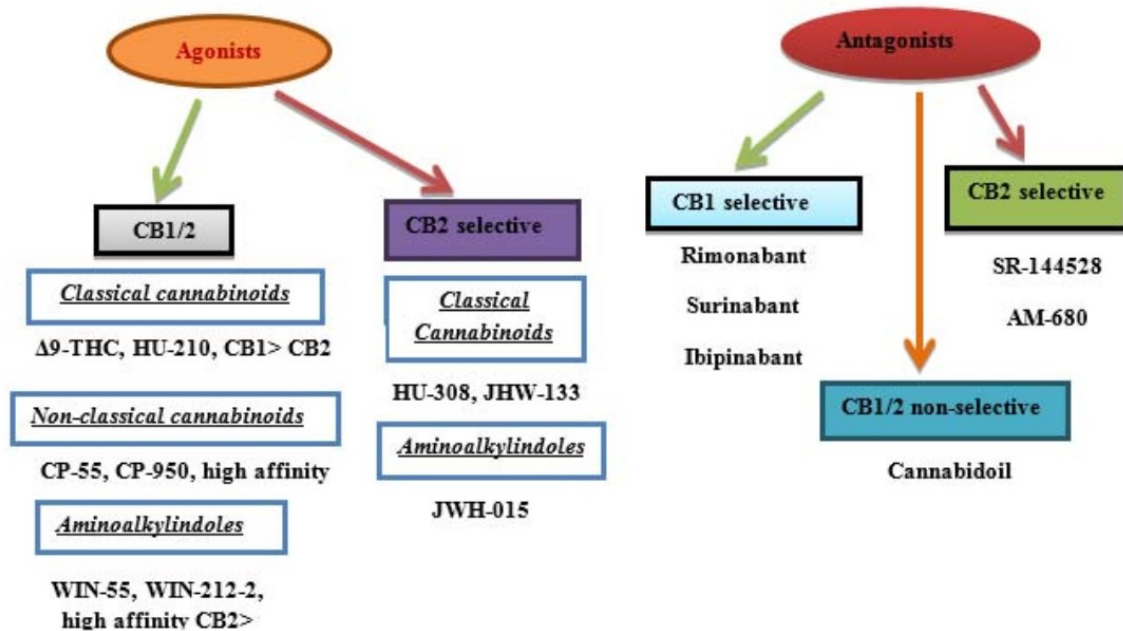 Agonists
CB1/2
Classical cannabinoids
Δ9-THC, HU-210, CB1> CB2
Non-classical cannabinoids
CP-55, CP-950, high affinity
Aminoalkylindoles
WIN-55, WIN-212-2,
high affinity CB2>
CB2 selective
Classical
Cannabinoids
HU-308, JHW-133
Aminoalkylindoles
JWH-015
Antagonists
CB1 selective
Rimonabant
Surinabant
Ibipinabant
CB1/2 non-selective
Cannabidoil
CB2 selective
SR-144528
AM-680